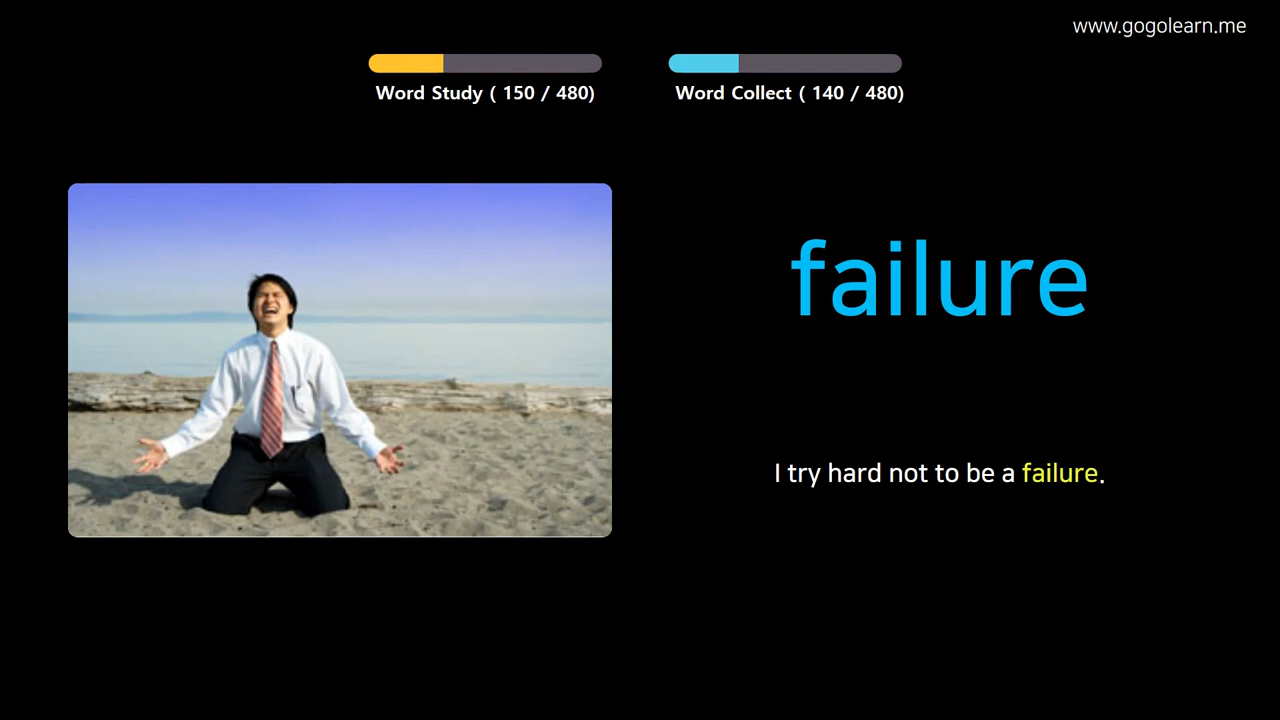 www.gogolearn.me
Word Study ( 150 / 480)
Word Collect ( 140 / 480)
failure
I try hard not to be a failure.